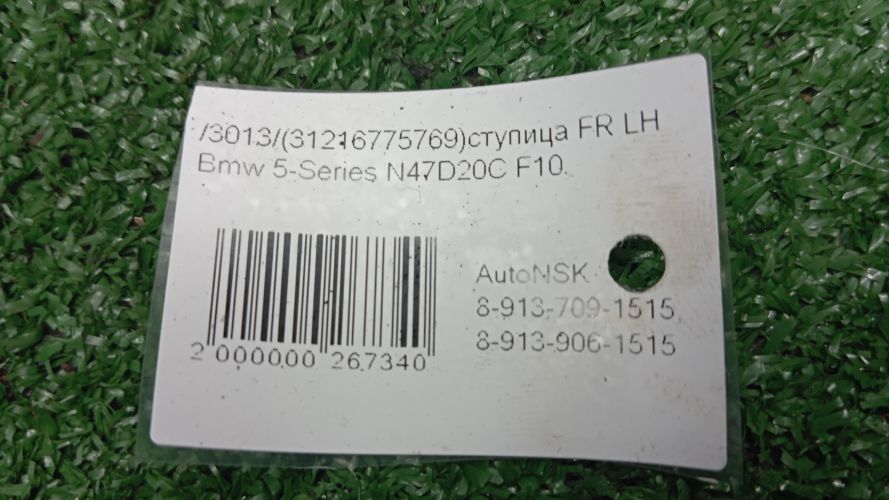 /3013/(31216775769)ступица FR LH
Bmw 5-Series N47D20C F10.
2 000000 267340
AutoNSK
8-913-709-1515,
8-913-906-1515